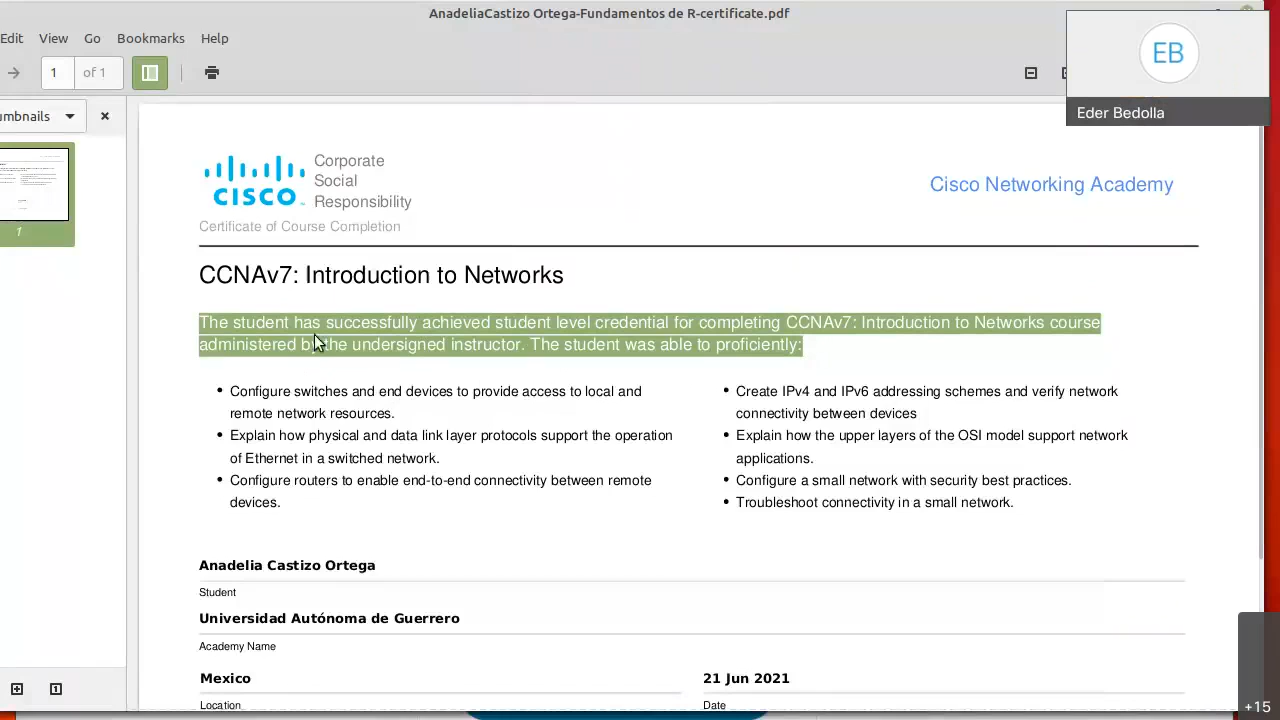 AnadeliaCastizo Ortega-Fundamentos de R-certificate.pdf
Edit View Go Bookmarks Help
1 of 1
EB
Eder Bedolla
1
CISCO
Corporate
Social
Responsibility
Cisco Networking Academy
Certificate of Course Completion
CCNAv7: Introduction to Networks
The student has successfully achieved student level credential for completing CCNAv7: Introduction to Networks course
administered by the undersigned instructor. The student was able to proficiently:
• Configure switches and end devices to provide access to local and
remote network resources.
• Explain how physical and data link layer protocols support the operation
of Ethernet in a switched network.
• Configure routers to enable end-to-end connectivity between remote
devices.
• Create IPv4 and IPv6 addressing schemes and verify network
connectivity between devices
• Explain how the upper layers of the OSI model support network
applications.
• Configure a small network with security best practices.
• Troubleshoot connectivity in a small network.
Anadelia Castizo Ortega
Student
Universidad Autónoma de Guerrero
Academy Name
Mexico
Location
21 Jun 2021
Date
+15